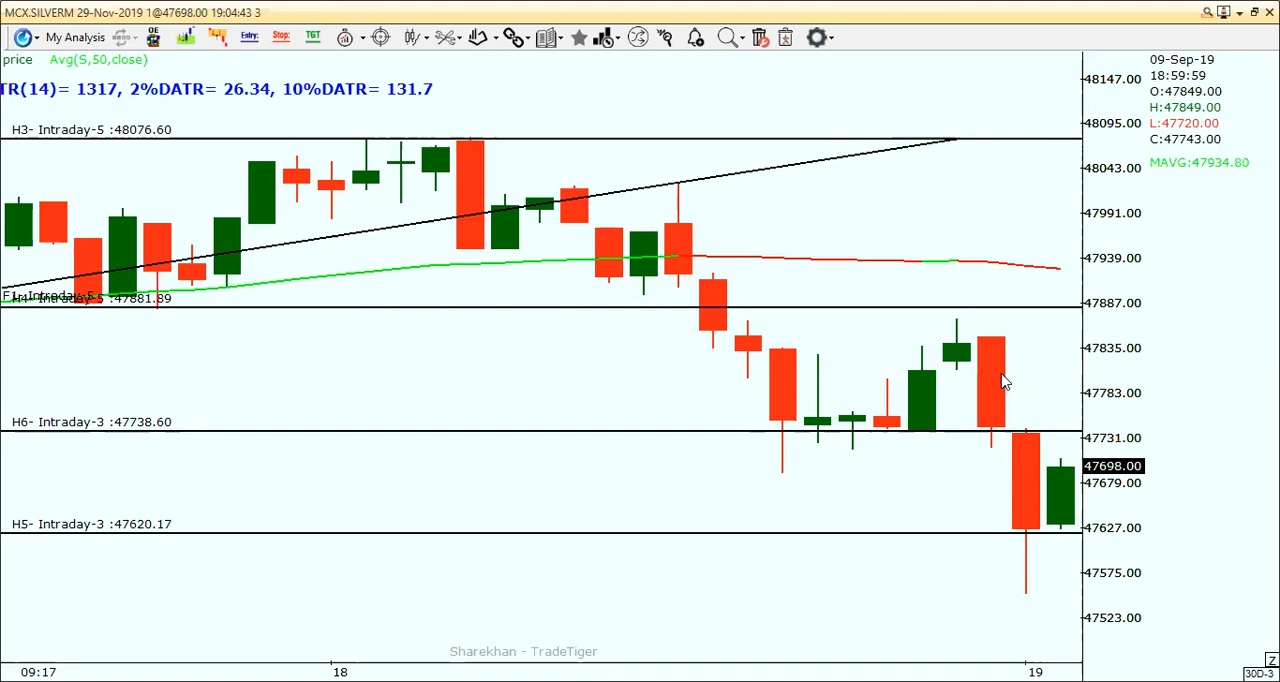 MCX.SILVERM 29-Nov-2019 1@47698.00 19:04:43 3
My Analysis
OE
Entry:
Stop:
TGT
price Avg(S,50,close)
TR(14)= 1317, 2%DATR= 26.34, 10%DATR= 131.7
09-Sep-19
18:59:59
O:47849.00
H:47849.00
L:47720.00
C:47743.00
MAVG:47934.80
H3- Intraday-5 :48076.60
Intraday-5 :47881.89
H6- Intraday-3 :47738.60
H5- Intraday-3 :47620.17
48147.00
48095.00
48043.00
47991.00
47939.00
47887.00
47835.00
47783.00
47731.00
47698.00
47679.00
47627.00
47575.00
47523.00
Sharekhan - TradeTiger
09:17
18
19
Z
30D-3